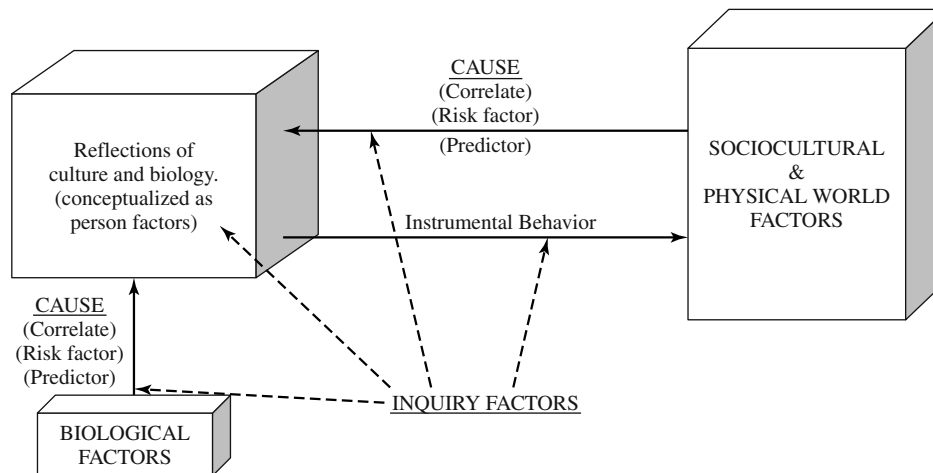 CAUSE
(Correlate)
(Risk factor)
(Predictor)
Reflections of
culture and biology.
(conceptualized as
person factors)
SOCIOCULTURAL
&
PHYSICAL WORLD
FACTORS
Instrumental Behavior
CAUSE
(Correlate)
(Risk factor)
(Predictor)
INQUIRY FACTORS
BIOLOGICAL
FACTORS